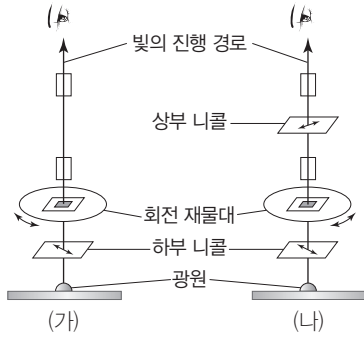 빛의 진행 경로
상부 니콜
회전 재물대
하부 니콜
광원
(가)
(나)